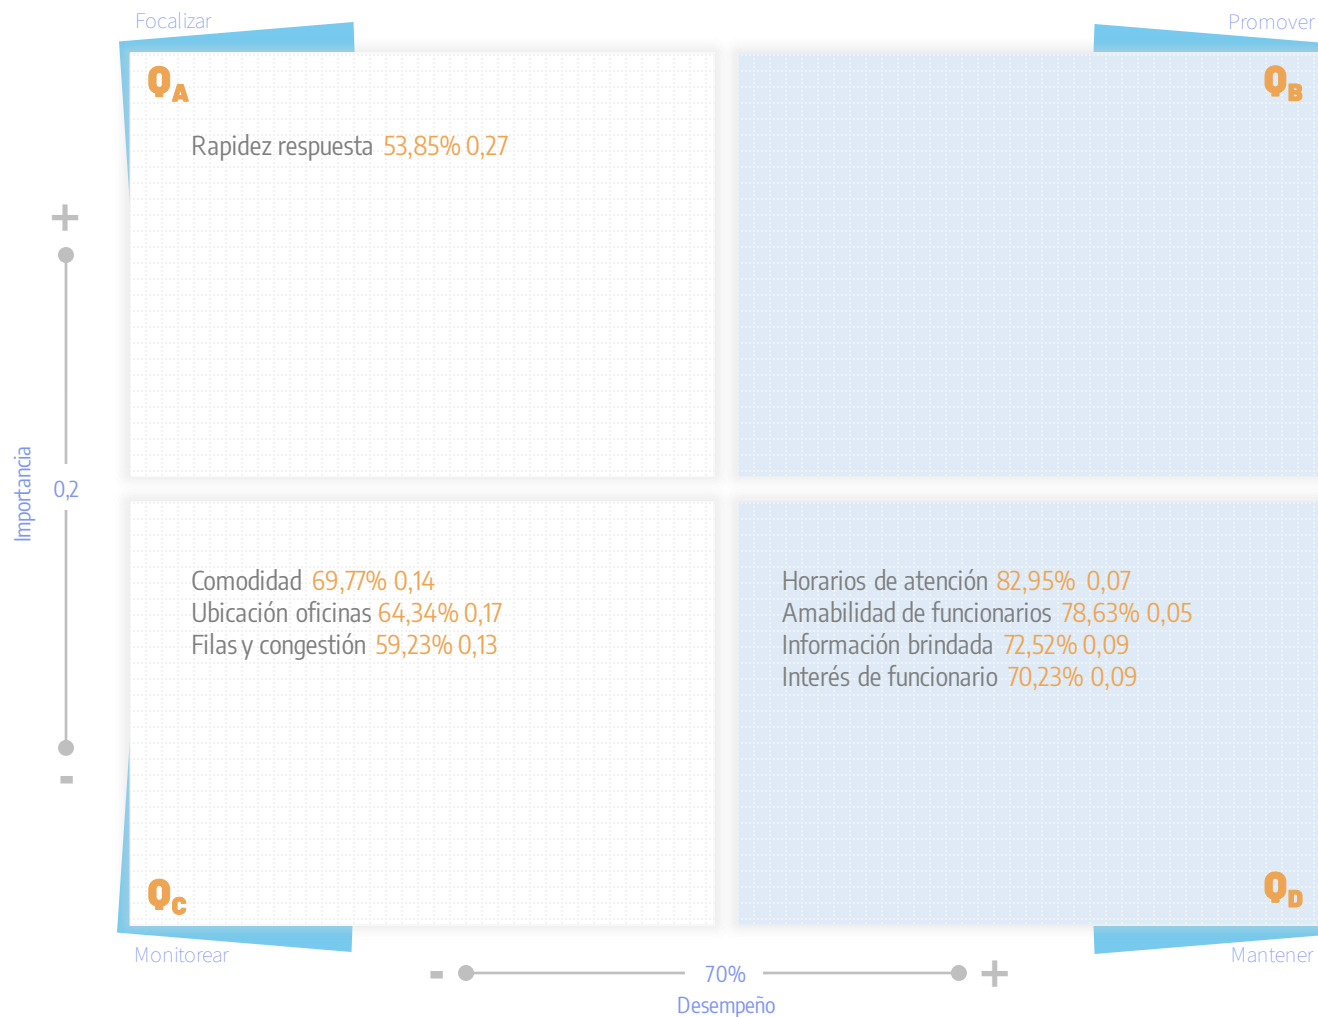 Focalizar
Promover
QA
QB
Rapidez respuesta 53,85% 0,27
+
Importancia
0,2
Comodidad 69,77% 0,14
Ubicación oficinas 64,34% 0,17
Filas y congestión 59,23% 0,13
Horarios de atención 82,95% 0,07
Amabilidad de funcionarios 78,63% 0,05
Información brindada 72,52% 0,09
Interés de funcionario 70,23% 0,09
-
QC
QD
Monitorear
Mantener
- 70% +
Desempeño